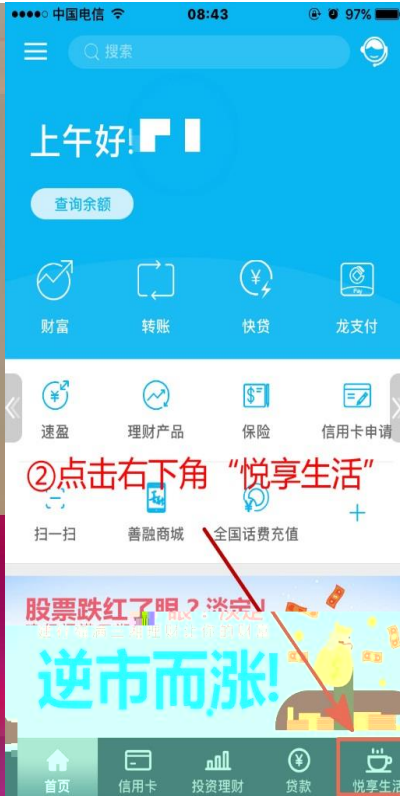 中国电信 08:43 97%
搜索
上午好!
查询余额
财富 转账 快贷 龙支付
Pay
速盈 理财产品 保险 信用卡申请
②点击右下角“悦享生活”
扫一扫 善融商城 全国话费充值
股票跌红了眼?淡定!
逆市而涨!
首页 信用卡 投资理财 贷款 悦享生活